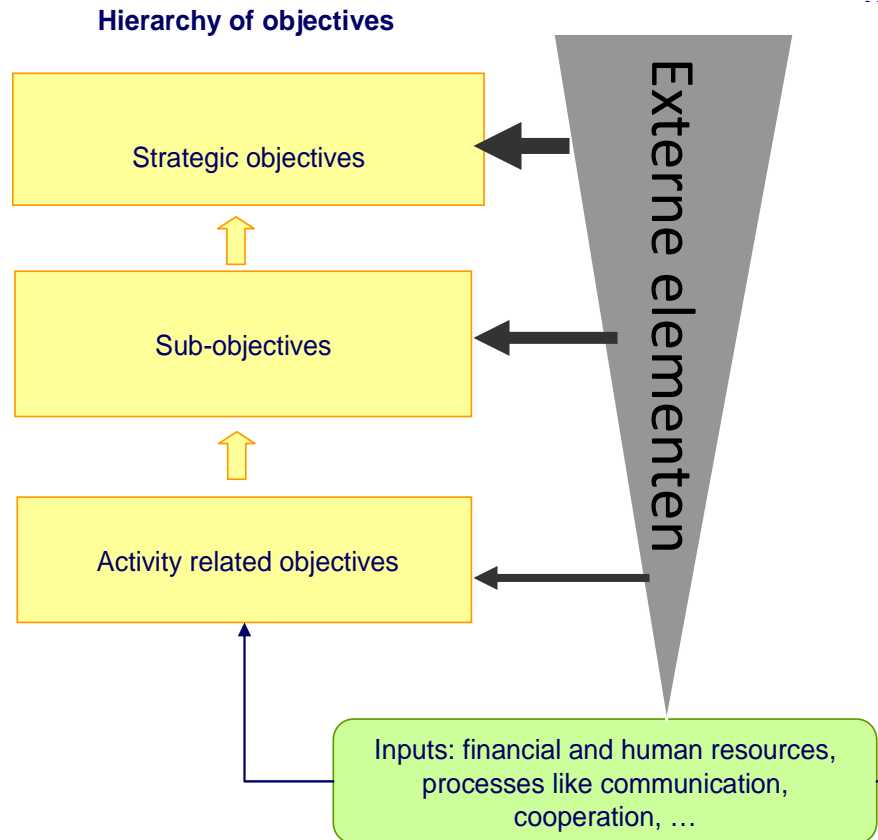 Hierarchy of objectives
Externe elementen
Strategic objectives
Sub-objectives
Activity related objectives
Inputs: financial and human resources,
processes like communication,
cooperation, …